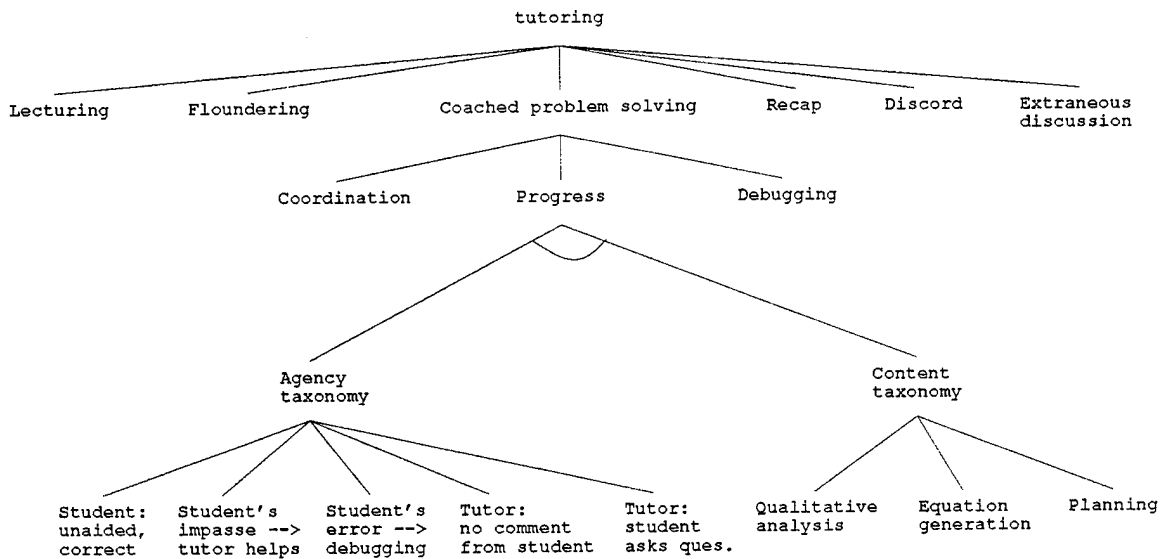 tutoring
Lecturing
Floundering
Coached problem solving
Recap
Discord
Extraneous
discussion
Coordination
Progress
Debugging
Agency
taxonomy
Content
taxonomy
Student:
unaided,
correct
Student's
impasse -->
tutor helps
Student's
error -->
debugging
Tutor:
no comment
from student
Tutor:
student
asks ques.
Qualitative
analysis
Equation
generation
Planning